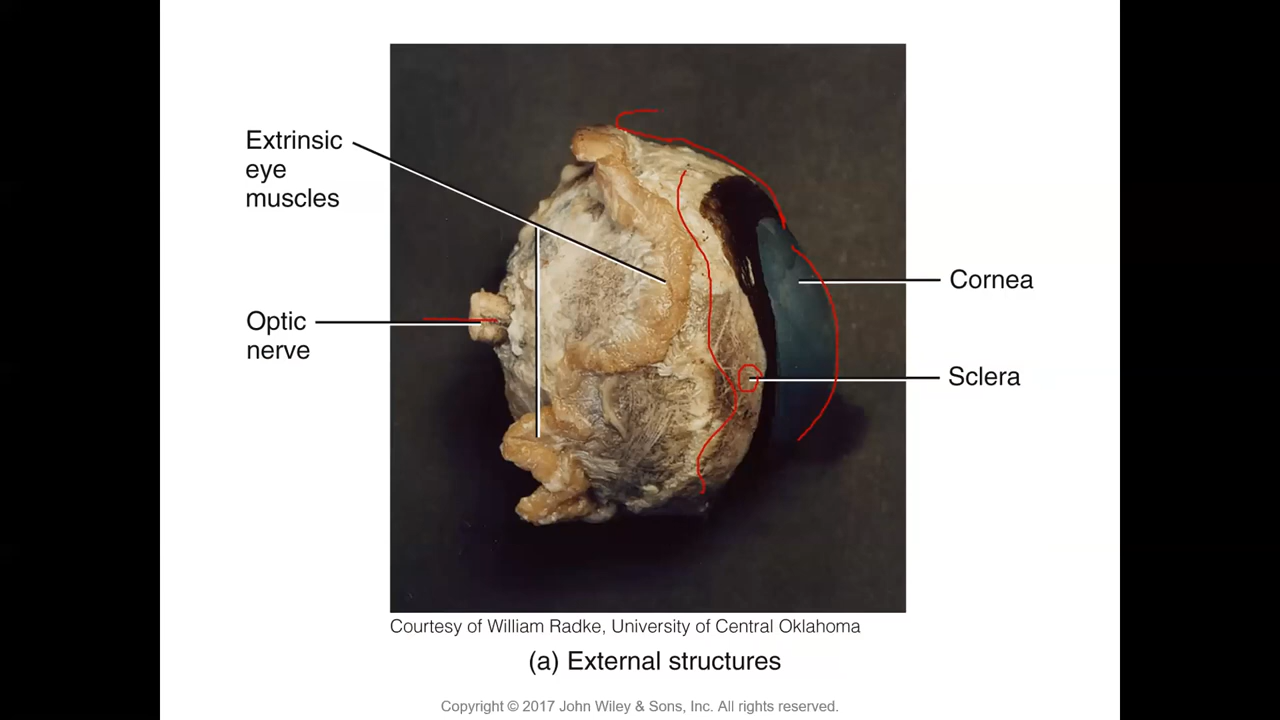 Extrinsic
eye
muscles
Optic
nerve
Cornea
Sclera
Courtesy of William Radke, University of Central Oklahoma
(a) External structures
Copyright © 2017 John Wiley & Sons, Inc. All rights reserved.